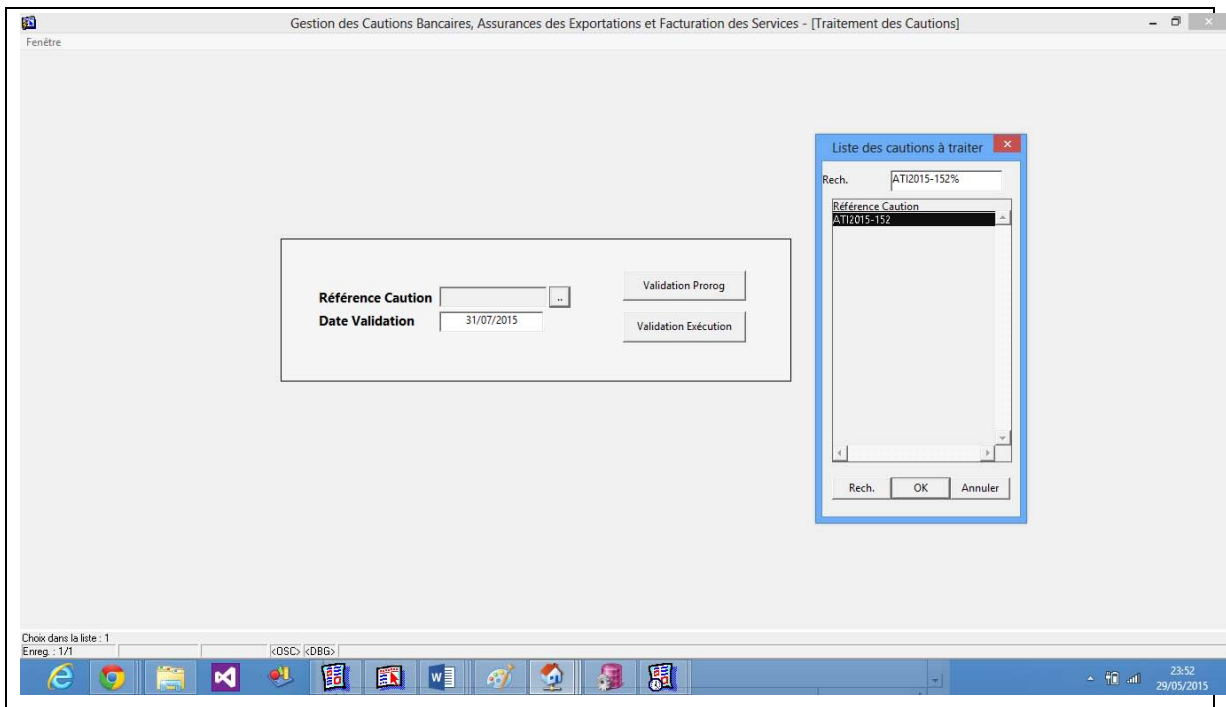 Gestion des Cautions Bancaires, Assurances des Exportations et Facturation des Services - [Traitement des Cautions]
Fenêtre
Liste des cautions à traiter
Rech. ATI2015-152%
Référence Caution
ATI2015-152
Référence Caution ..
Validation Prorog
Date Validation 31/07/2015
Validation Exécution
Rech. OK Annuler
Choix dans la liste : 1
Enreg. : 1/1 <OSC> <DBG>
23:52
29/05/2015